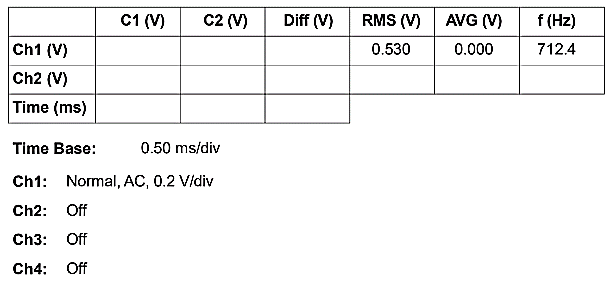 C1 (V) C2 (V) Diff (V) RMS (V) AVG (V) f (Hz)
Ch1 (V) 0.530 0.000 712.4
Ch2 (V)
Time (ms)
Time Base: 0.50 ms/div
Ch1: Normal, AC, 0.2 V/div
Ch2: Off
Ch3: Off
Ch4: Off